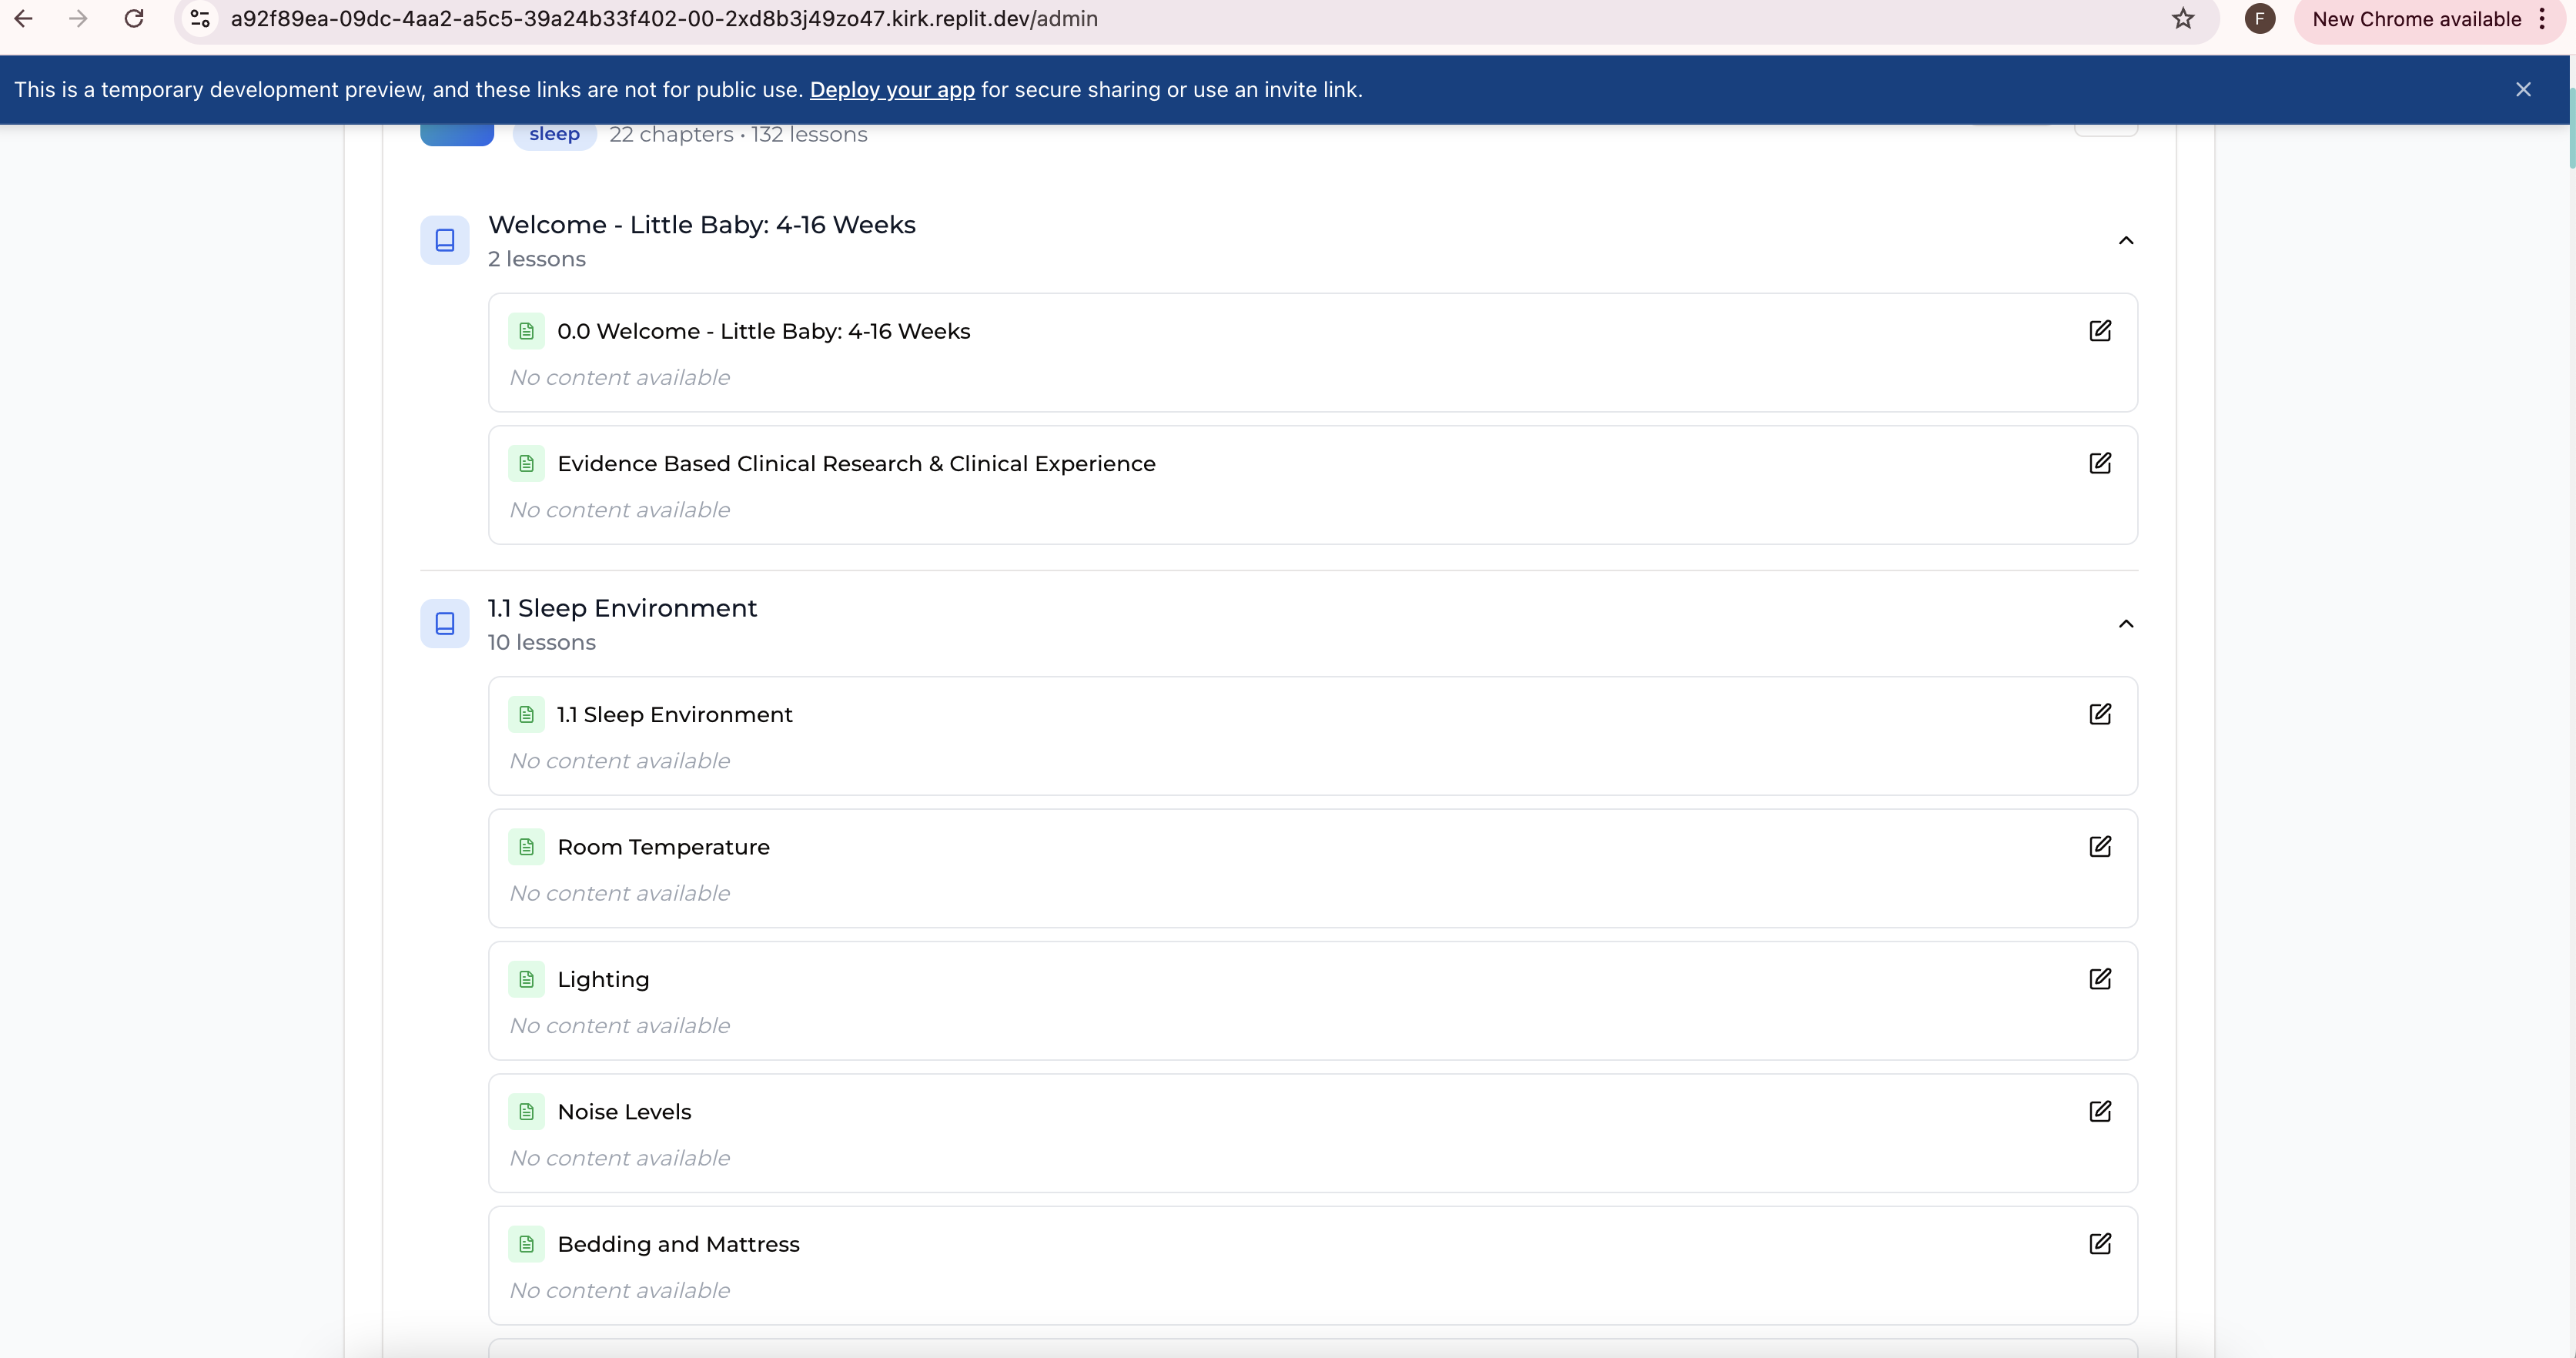 a92f89ea-09dc-4aa2-a5c5-39a24b33f402-00-2xd8b3j49zo47.kirk.replit.dev/admin
F
New Chrome available
This is a temporary development preview, and these links are not for public use. Deploy your app for secure sharing or use an invite link.
sleep 22 chapters • 132 lessons
Welcome - Little Baby: 4-16 Weeks
2 lessons
0.0 Welcome - Little Baby: 4-16 Weeks
No content available
Evidence Based Clinical Research & Clinical Experience
No content available
1.1 Sleep Environment
10 lessons
1.1 Sleep Environment
No content available
Room Temperature
No content available
Lighting
No content available
Noise Levels
No content available
Bedding and Mattress
No content available